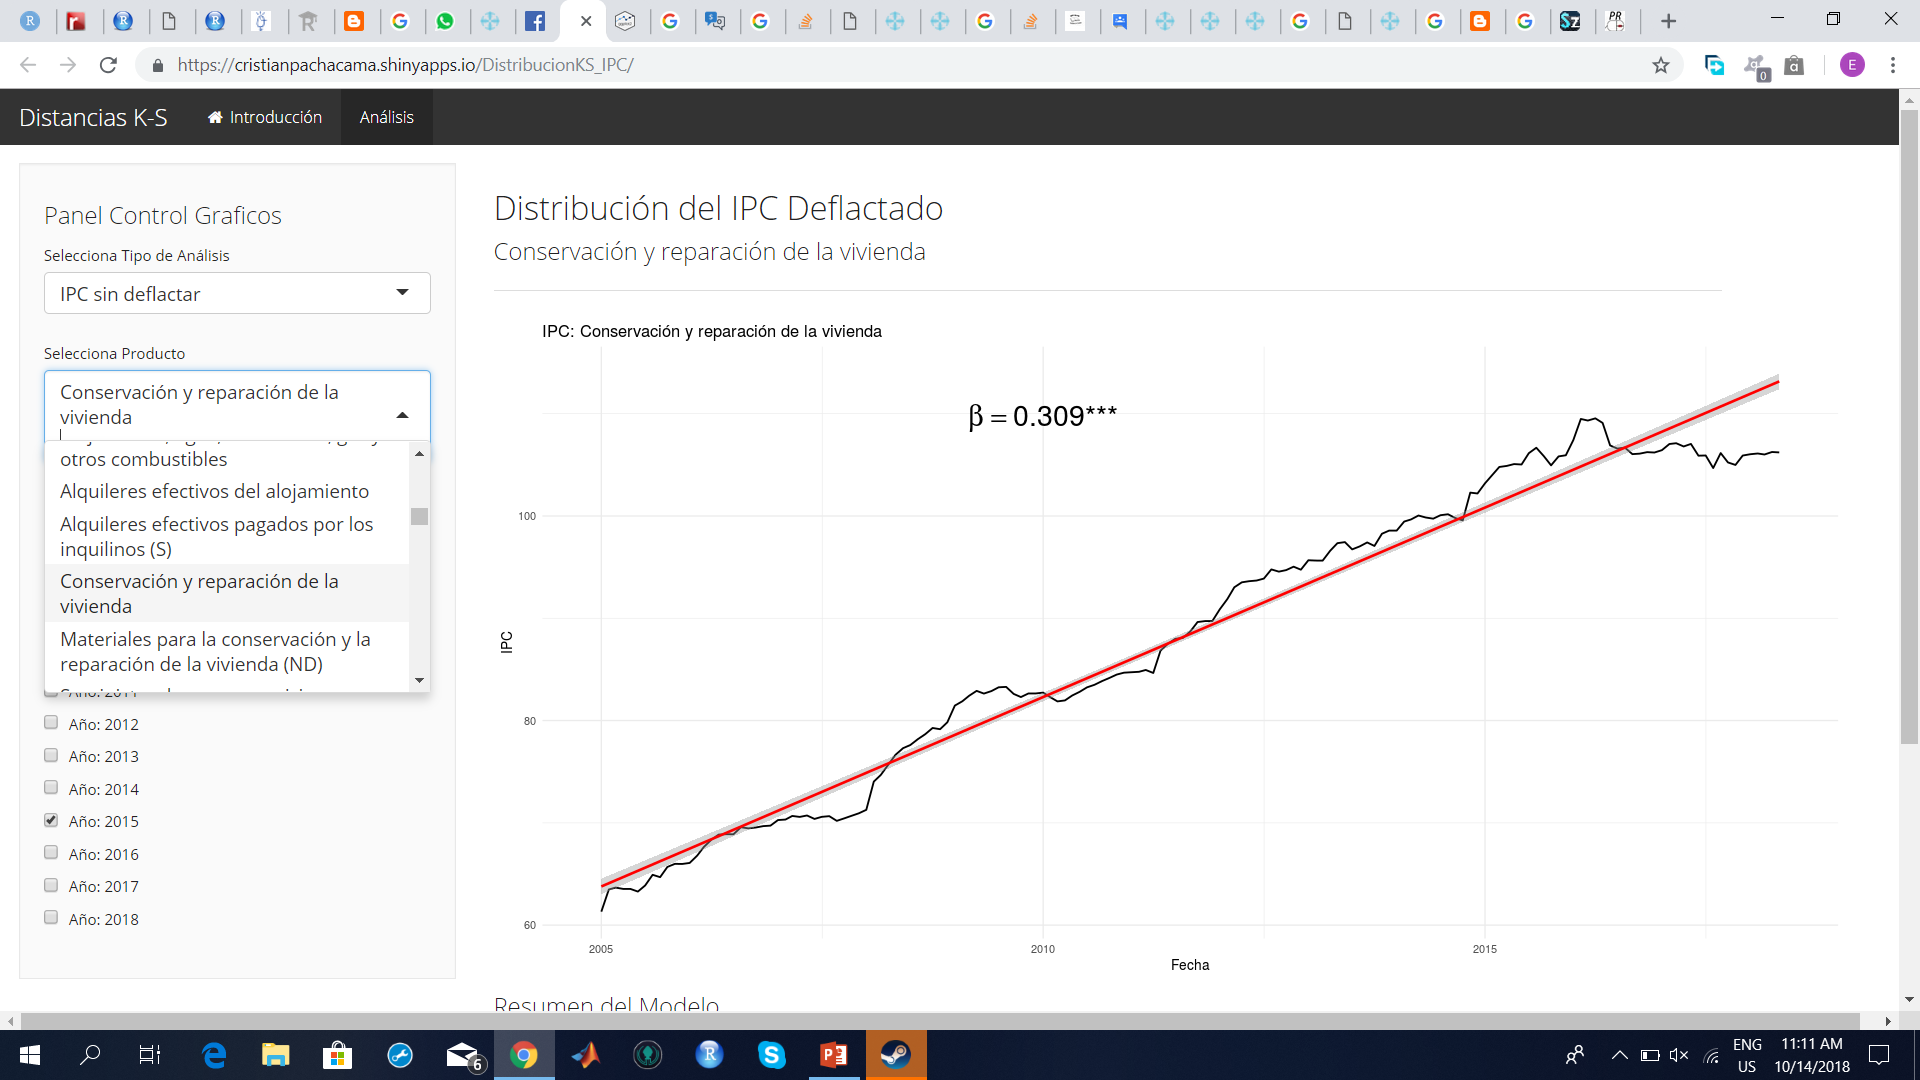 https://cristianpachacama.shinyapps.io/DistribucionKS_IPC/
0
E
Distancias K-S
Introducción
Análisis
Panel Control Graficos
Selecciona Tipo de Análisis
IPC sin deflactar
Selecciona Producto
Conservación y reparación de la
vivienda
otros combustibles
Alquileres efectivos del alojamiento
Alquileres efectivos pagados por los
inquilinos (S)
Conservación y reparación de la
vivienda
Materiales para la conservación y la
reparación de la vivienda (ND)
Año: 2011
Año: 2012
Año: 2013
Año: 2014
Año: 2015
Año: 2016
Año: 2017
Año: 2018
Distribución del IPC Deflactado
Conservación y reparación de la vivienda
IPC: Conservación y reparación de la vivienda
β = 0.309***
IPC
100
80
60
2005
2010
2015
Fecha
Resumen del Modelo
6
ENG
US
11:11 AM
10/14/2018